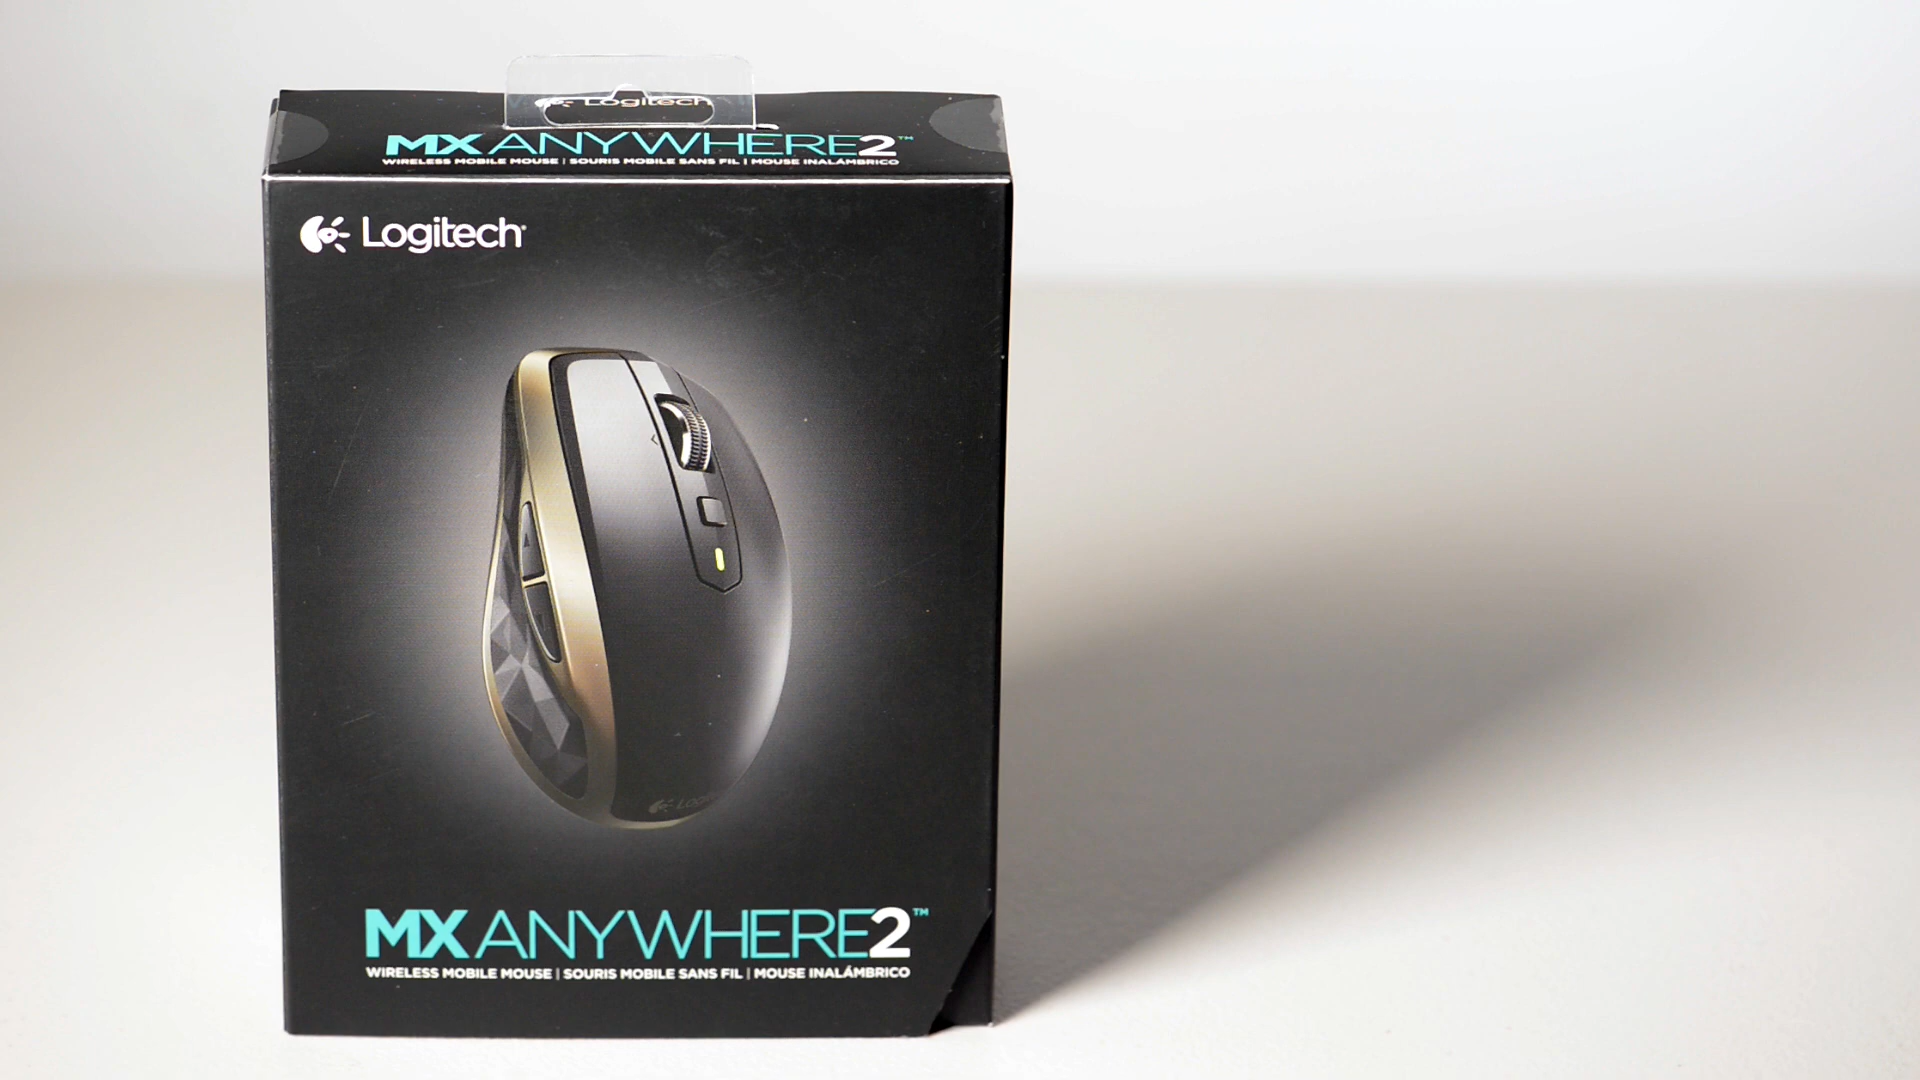 Logitech
MX ANYWHERE2™
WIRELESS MOBILE MOUSE | SOURIS MOBILE SANS FIL | MOUSE INALÁMBRICO
Logitech
MX ANYWHERE2™
WIRELESS MOBILE MOUSE | SOURIS MOBILE SANS FIL | MOUSE INALÁMBRICO